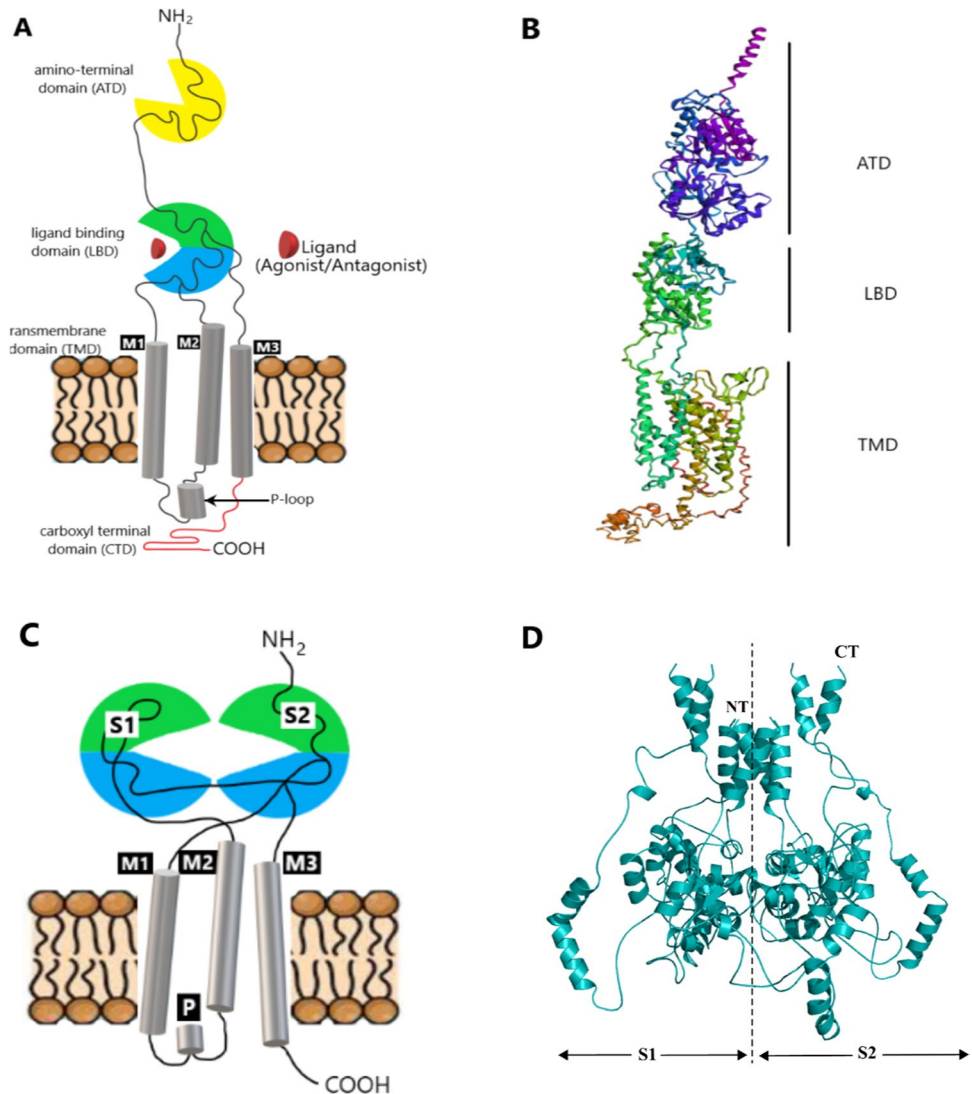 A
NH2
amino-terminal
domain (ATD)
ligand binding
domain (LBD)
Ligand
(Agonist/Antagonist)
ransmembrane
domain (TMD)
M1
M2
M3
P-loop
carboxyl terminal
domain (CTD)
COOH
B
ATD
LBD
TMD
C
NH2
S1
S2
M1
M2
M3
P
COOH
D
CT
NT
S1
S2